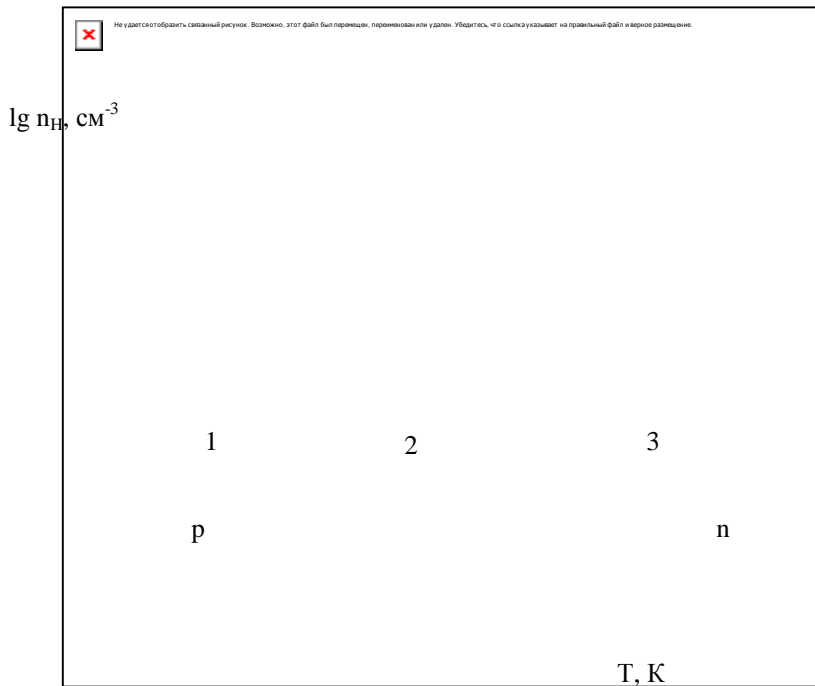 Не удается отобразить связанный рисунок. Возможно, этот файл был перемещен, переименован или удален. Убедитесь, что ссылка указывает на правильный файл и верное размещение.
lg nН, см-3
1 2 3
p n
T, К